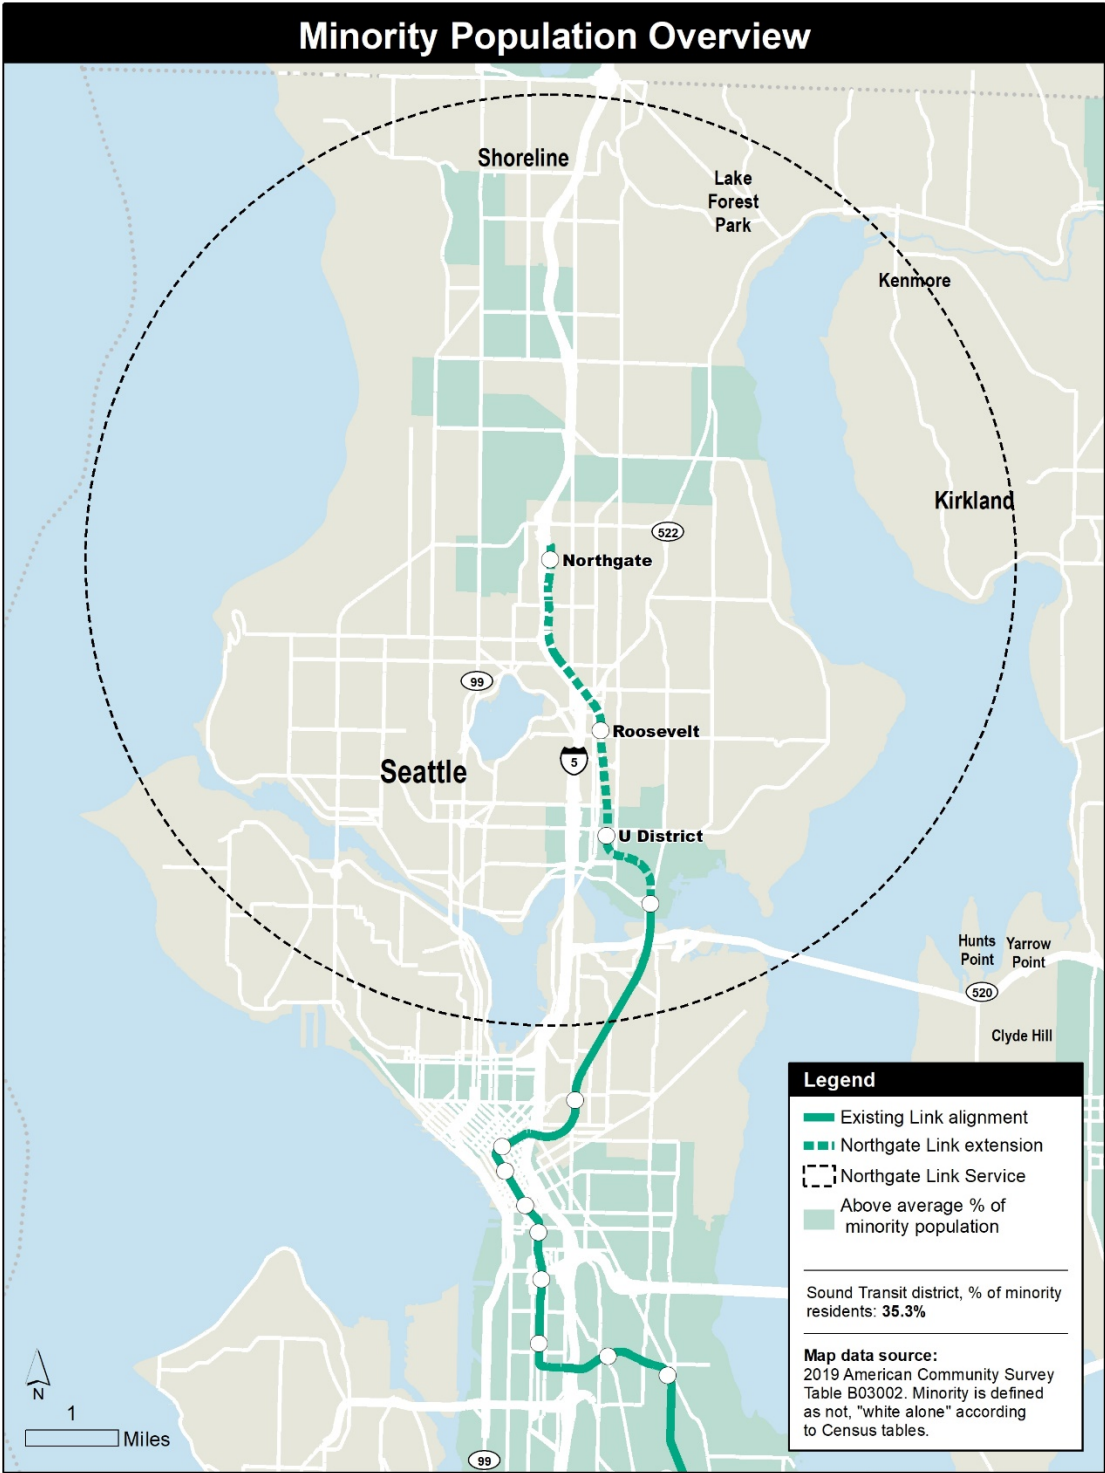 Minority Population Overview
Shoreline
Lake
Forest
Park
Kenmore
Kirkland
522
Northgate
99
Roosevelt
5
Seattle
U District
Hunts
Point
Yarrow
Point
520
Clyde Hill
Legend
Existing Link alignment
Northgate Link extension
Northgate Link Service
Above average % of
minority population
Sound Transit district, % of minority
residents: 35.3%
Map data source:
2019 American Community Survey
Table B03002. Minority is defined
as not, "white alone" according
to Census tables.
N
1
Miles
99